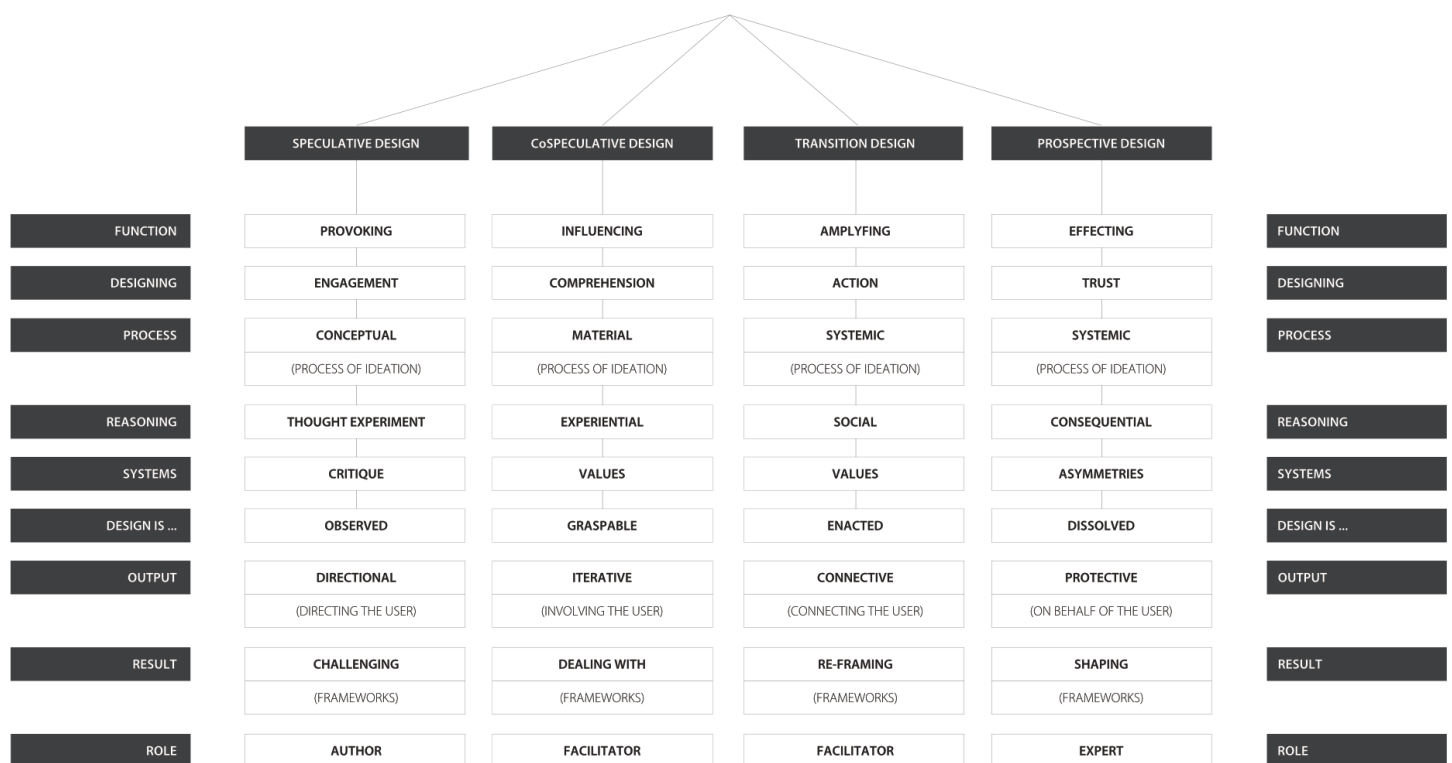 SPECULATIVE DESIGN CoSPECULATIVE DESIGN TRANSITION DESIGN PROSPECTIVE DESIGN
FUNCTION PROVOKING INFLUENCING AMPLYFING EFFECTING FUNCTION
DESIGNING ENGAGEMENT COMPREHENSION ACTION TRUST DESIGNING
PROCESS CONCEPTUAL MATERIAL SYSTEMIC SYSTEMIC PROCESS
(PROCESS OF IDEATION) (PROCESS OF IDEATION) (PROCESS OF IDEATION) (PROCESS OF IDEATION)
REASONING THOUGHT EXPERIMENT EXPERIENTIAL SOCIAL CONSEQUENTIAL REASONING
SYSTEMS CRITIQUE VALUES VALUES ASYMMETRIES SYSTEMS
DESIGN IS ... OBSERVED GRASPABLE ENACTED DISSOLVED DESIGN IS ...
OUTPUT DIRECTIONAL ITERATIVE CONNECTIVE PROTECTIVE OUTPUT
(DIRECTING THE USER) (INVOLVING THE USER) (CONNECTING THE USER) (ON BEHALF OF THE USER)
RESULT CHALLENGING DEALING WITH RE-FRAMING SHAPING RESULT
(FRAMEWORKS) (FRAMEWORKS) (FRAMEWORKS) (FRAMEWORKS)
ROLE AUTHOR FACILITATOR FACILITATOR EXPERT ROLE